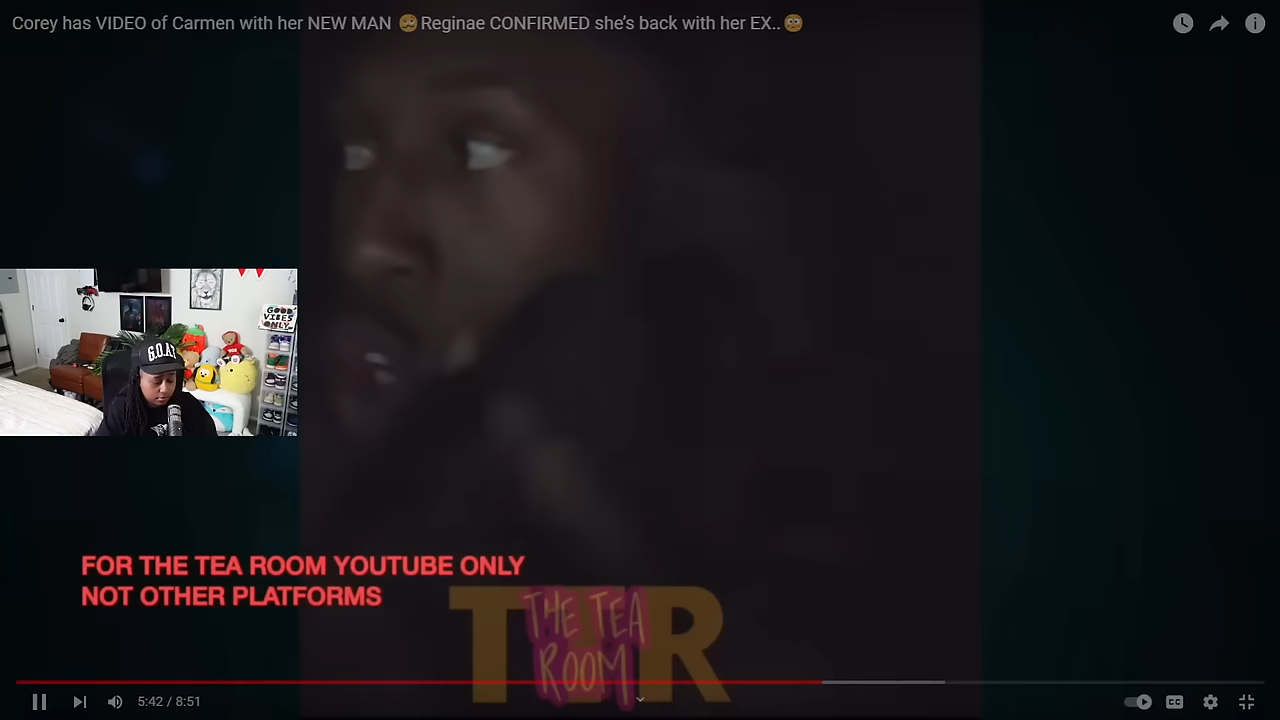 Corey has VIDEO of Carmen with her NEW MAN 🥴Reginae CONFIRMED she's back with her EX..😳
GOOD
VIBES
ONLY
G.O.A.T
FOR THE TEA ROOM YOUTUBE ONLY
NOT OTHER PLATFORMS
T R
THE TEA
ROOM
5:42 / 8:51
CC